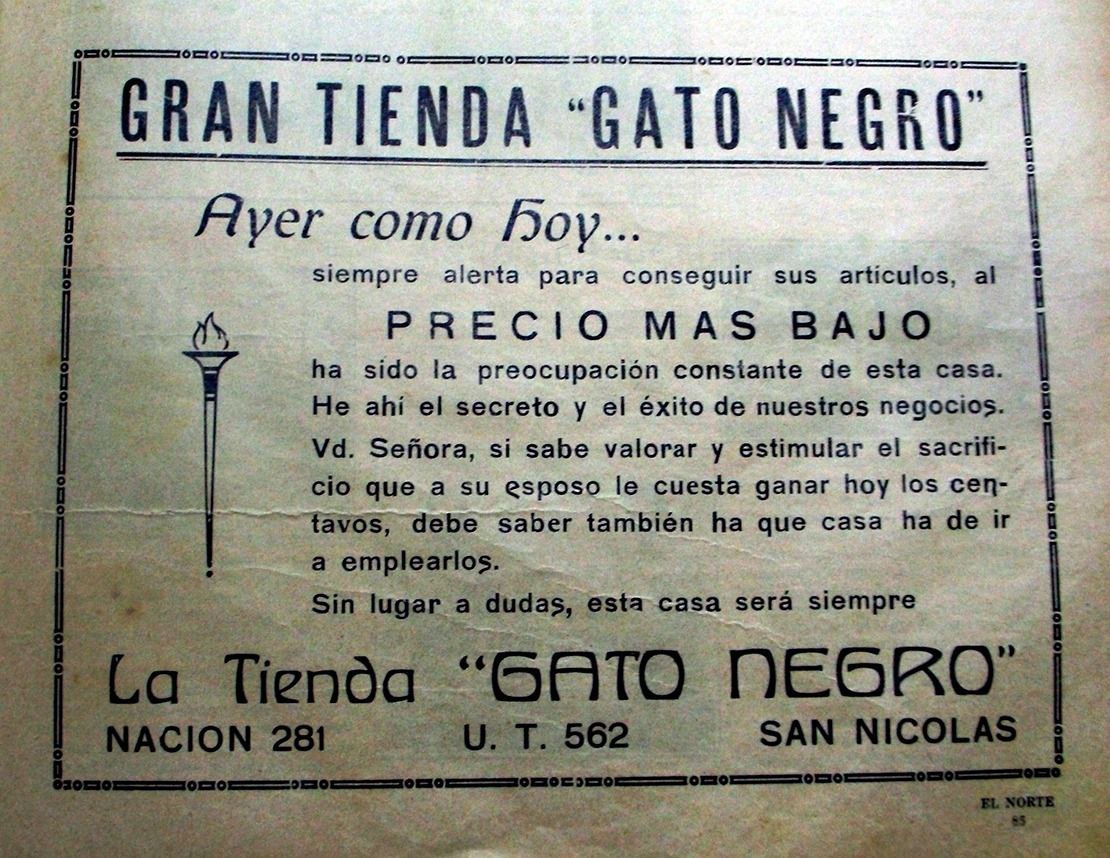 GRAN TIENDA “GATO NEGRO”
Ayer como Hoy...
siempre alerta para conseguir sus articulos, al
PRECIO MAS BAJO
ha sido la preocupación constante de esta casa.
He ahí el secreto y el éxito de nuestros negocios.
Vd. Señora, si sabe valorar y estimular el sacrifi-
cio que a su esposo le cuesta ganar hoy los cen-
tavos, debe saber también ha que casa ha de ir
a emplearlos.
Sin lugar a dudas, esta casa será siempre
La Tienda “GATO NEGRO”
NACION 281 U. T. 562 SAN NICOLAS
EL NORTE
85